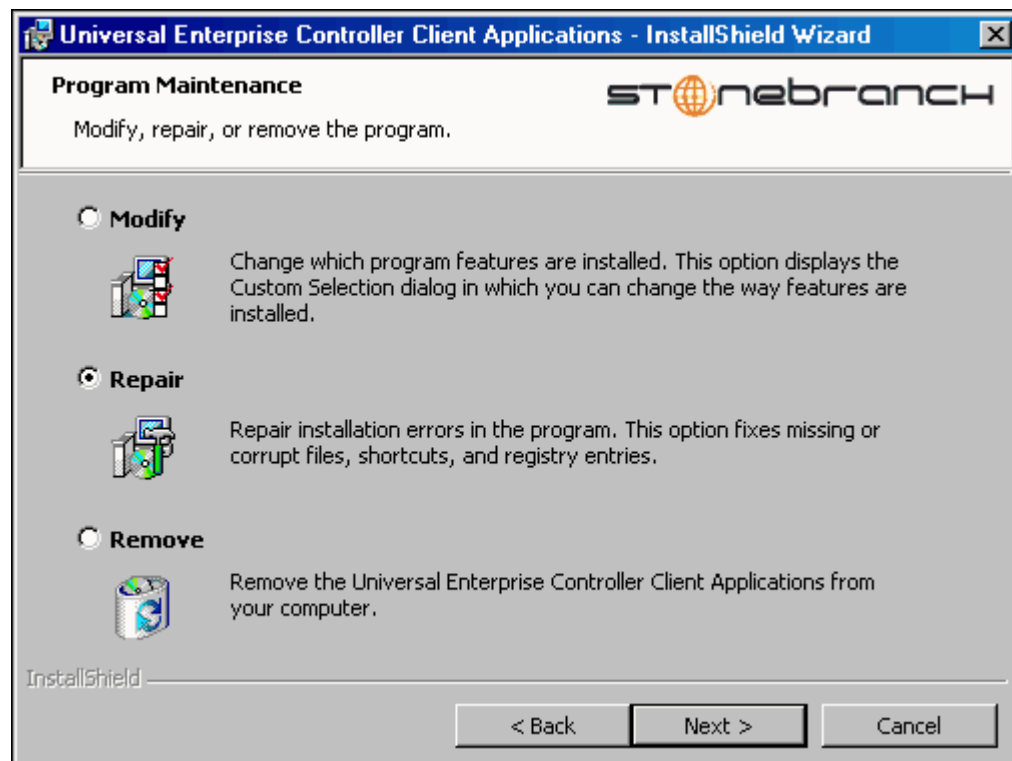 Universal Enterprise Controller Client Applications - InstallShield Wizard
Program Maintenance
Modify, repair, or remove the program.
STonebrancH
Modify
Change which program features are installed. This option displays the
Custom Selection dialog in which you can change the way features are
installed.
Repair
Repair installation errors in the program. This option fixes missing or
corrupt files, shortcuts, and registry entries.
Remove
Remove the Universal Enterprise Controller Client Applications from
your computer.
InstallShield
< Back
Next >
Cancel